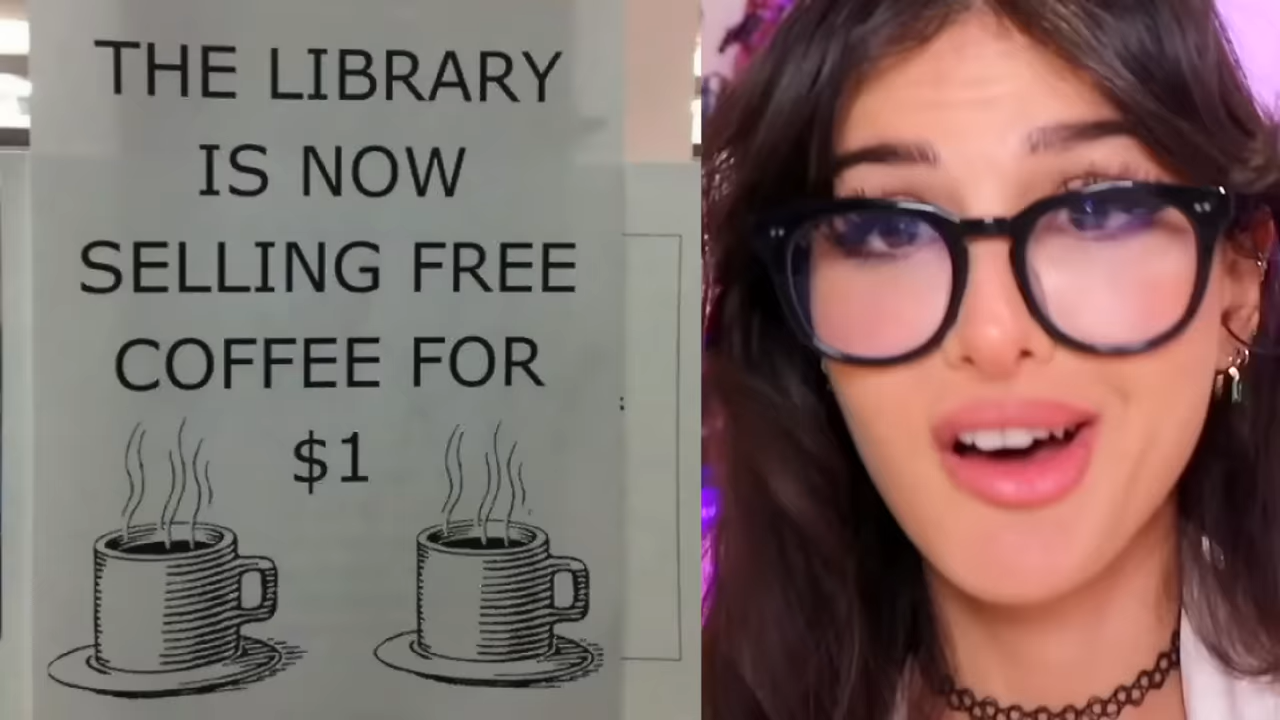 THE LIBRARY
IS NOW
SELLING FREE
COFFEE FOR
$1